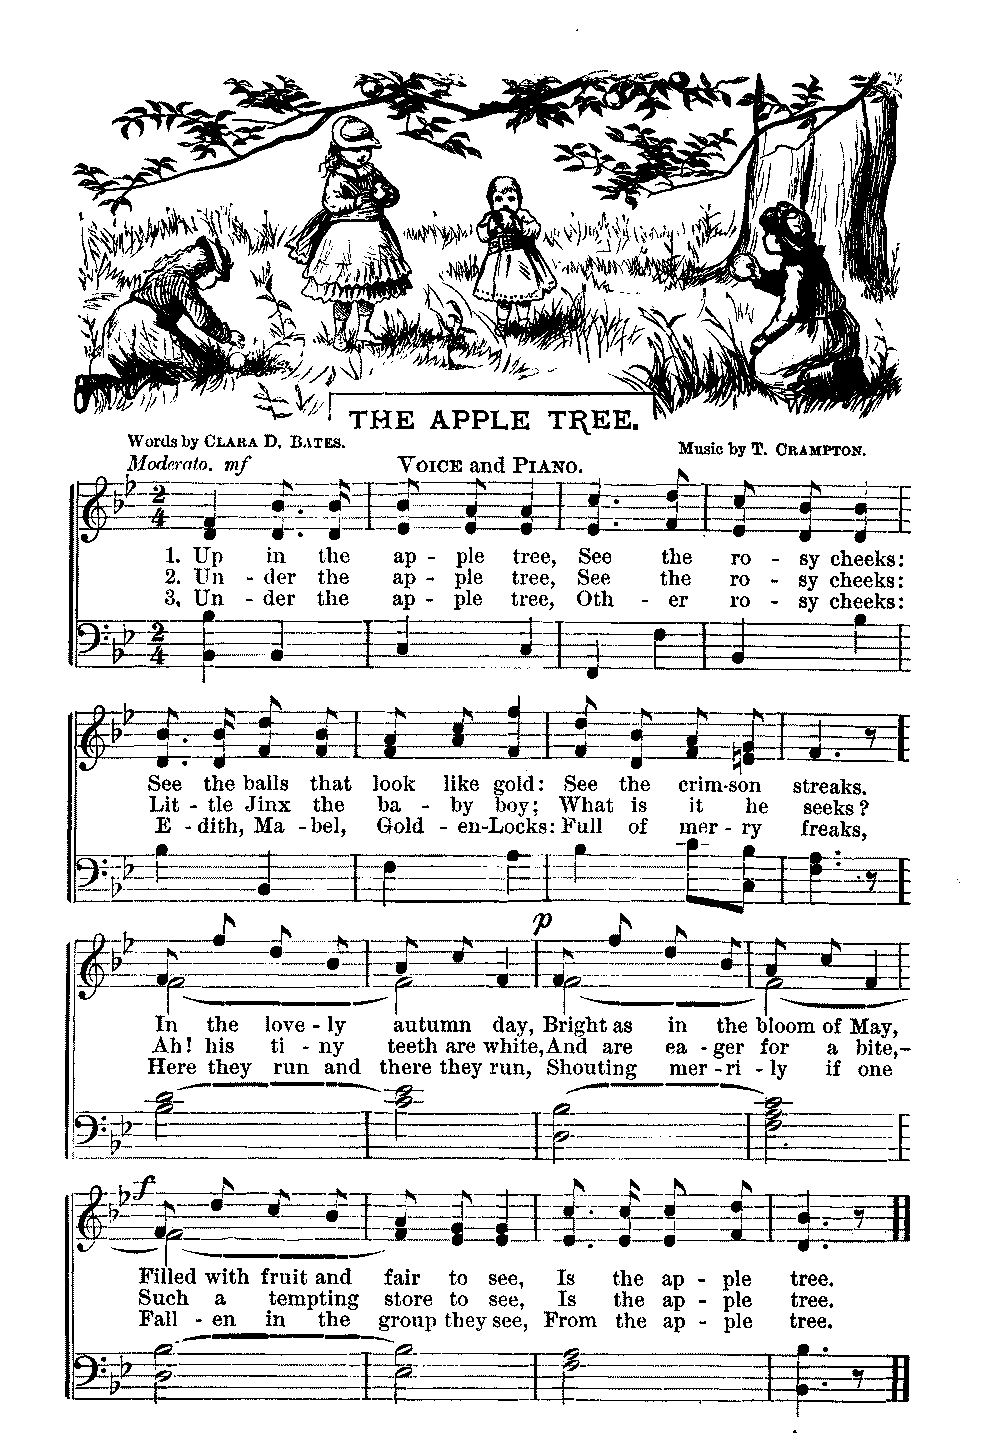 THE APPLE TREE.
Words by CLARA D. BATES.
Music by T. CRAMPTON.
Moderato. mf
VOICE and PIANO.
2 4
1. Up in the ap - ple tree, See the ro - sy cheeks:
2. Un - der the ap - ple tree, See the ro - sy cheeks:
3. Un - der the ap - ple tree, Oth - er ro - sy cheeks:
2 4
See the balls that look like gold: See the crim-son streaks.
Lit - tle Jinx the ba - by boy; What is it he seeks?
E - dith, Ma - bel, Gold - en-Locks: Full of mer - ry freaks,
p
In the love - ly autumn day, Bright as in the bloom of May,
Ah! his ti - ny teeth are white, And are ea - ger for a bite,-
Here they run and there they run, Shouting mer - ri - ly if one
f
Filled with fruit and fair to see, Is the ap - ple tree.
Such a tempting store to see, Is the ap - ple tree.
Fall - en in the group they see, From the ap - ple tree.